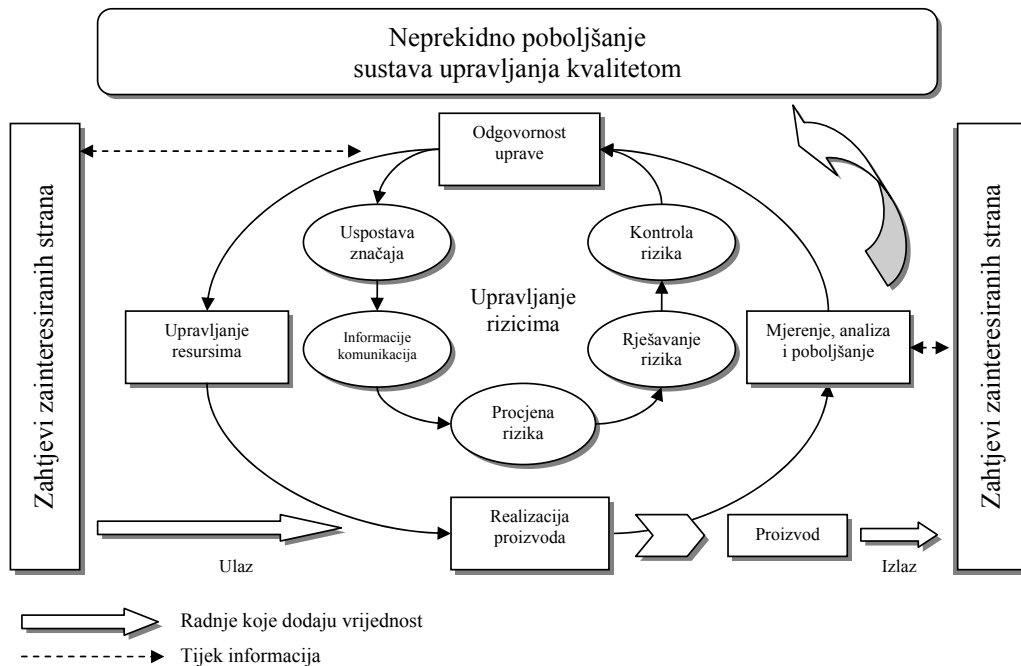 Neprekidno poboljšanje
sustava upravljanja kvalitetom
Zahtjevi zainteresiranih strana
Odgovornost
uprave
Uspostava
značaja
Kontrola
rizika
Upravljanje
rizicima
Upravljanje
resursima
Informacije
komunikacija
Rješavanje
rizika
Mjerenje, analiza
i poboljšanje
Procjena
rizika
Realizacija
proizvoda
Proizvod
Ulaz
Izlaz
Zahtjevi zainteresiranih strana
Radnje koje dodaju vrijednost
Tijek informacija